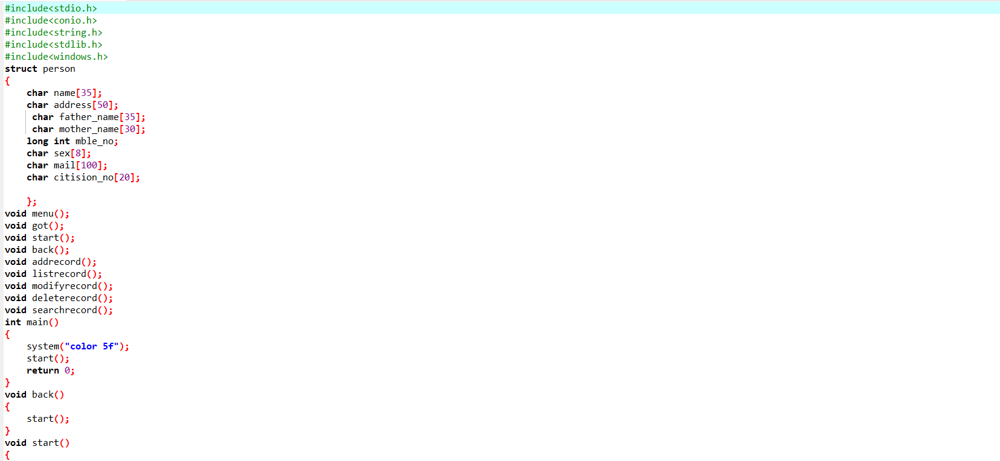 #include<stdio.h>
#include<conio.h>
#include<string.h>
#include<stdlib.h>
#include<windows.h>
struct person
{
    char name[35];
    char address[50];
     char father_name[35];
     char mother_name[30];
    long int mble_no;
    char sex[8];
    char mail[100];
    char citision_no[20];

    };
void menu();
void got();
void start();
void back();
void addrecord();
void listrecord();
void modifyrecord();
void deleterecord();
void searchrecord();
int main()
{
    system("color 5f");
    start();
    return 0;
}
void back()
{
    start();
}
void start()
{